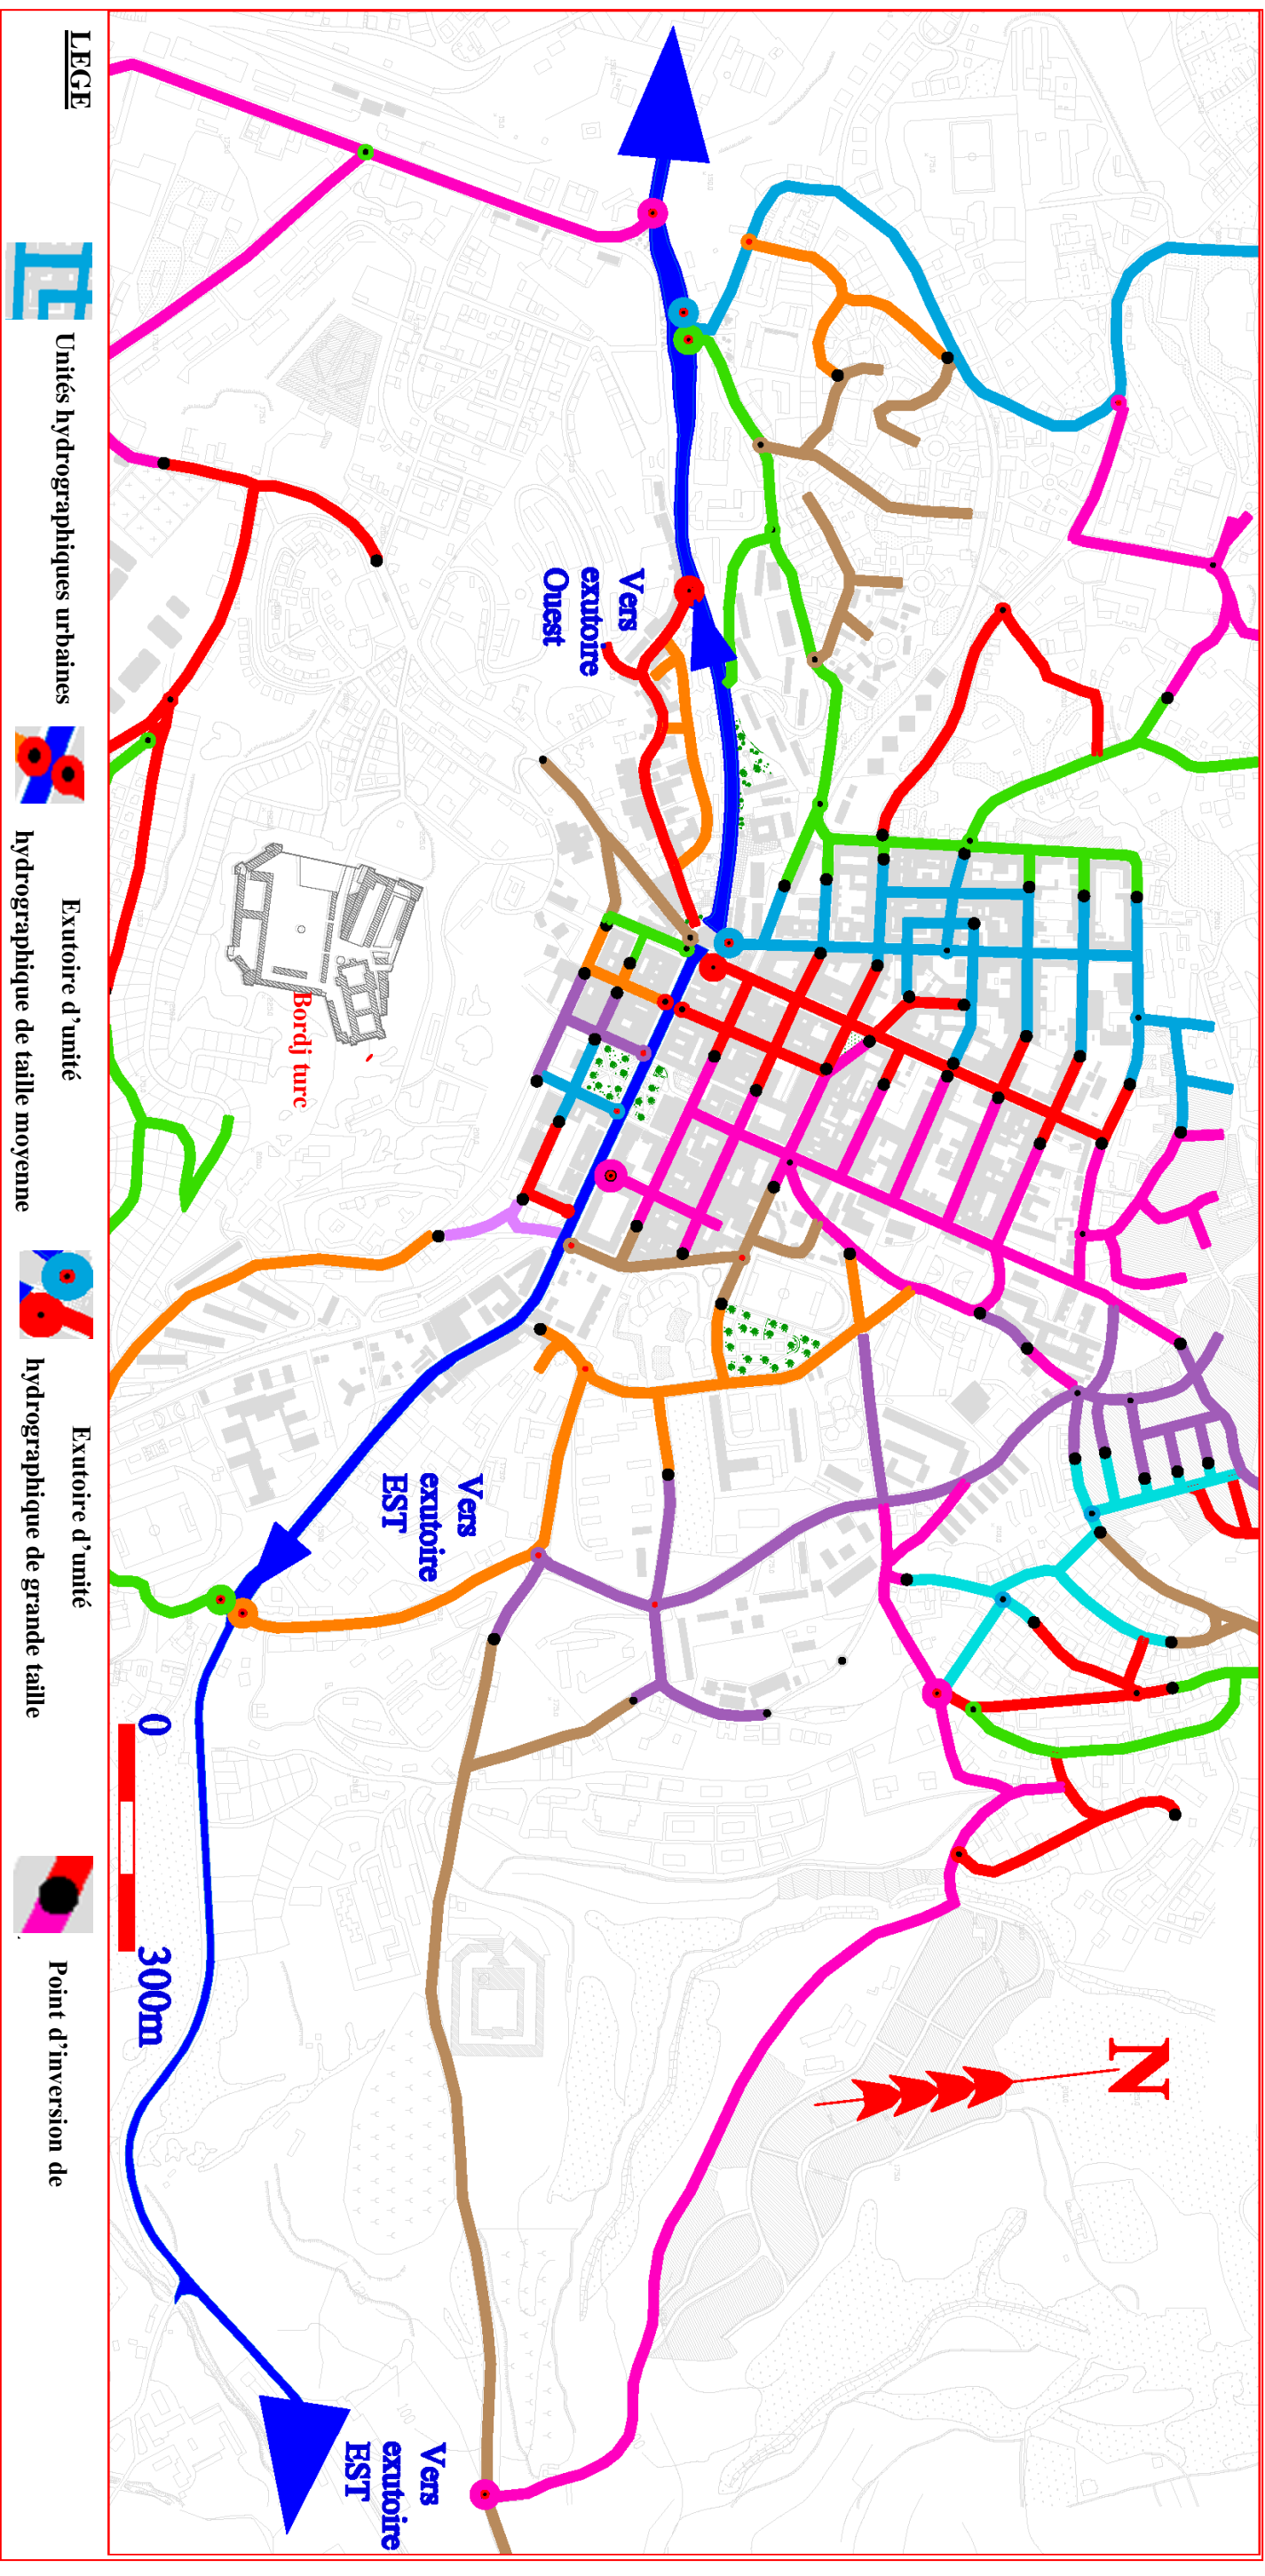 N
Vers
exutoire
Ouest
Bordj turc
Vers
exutoire
EST
Vers
exutoire
EST
0
300m
LEGE
Unités hydrographiques urbaines
Exutoire d'unité
hydrographique de taille moyenne
Exutoire d'unité
hydrographique de grande taille
Point d'inversion de